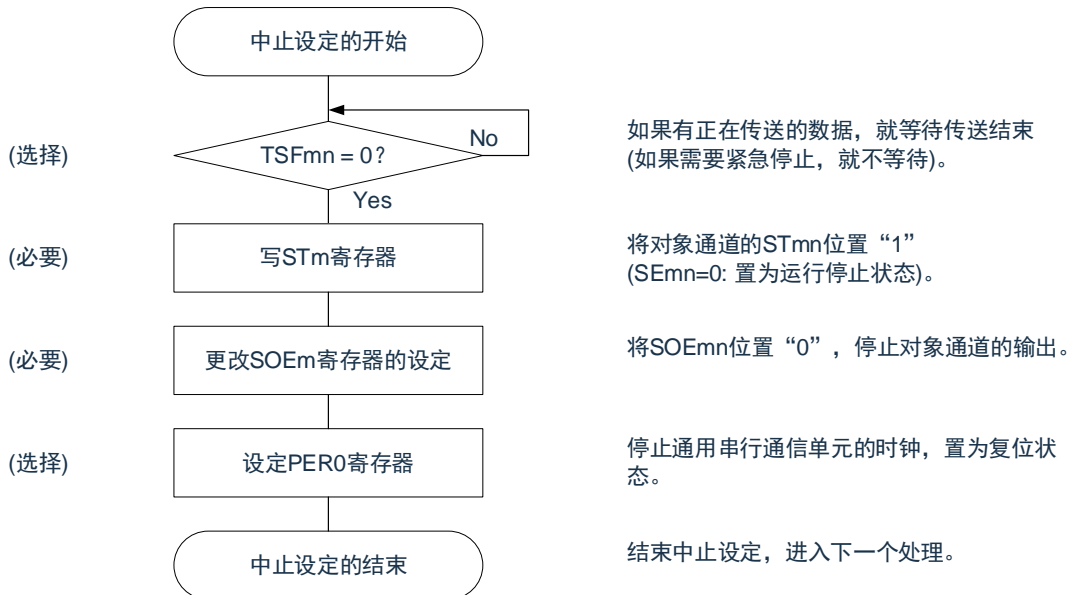 中止设定的开始
(选择)
TSFmn = 0?
No
Yes
如果有正在传送的数据，就等待传送结束
(如果需要紧急停止，就不等待)。
(必要)
写STm寄存器
将对象通道的STmn位置“1”
(SEmn=0: 置为运行停止状态)。
(必要)
更改SOEm寄存器的设定
将SOEmn位置“0”，停止对象通道的输出。
(选择)
设定PER0寄存器
停止通用串行通信单元的时钟，置为复位状
态。
中止设定的结束
结束中止设定，进入下一个处理。